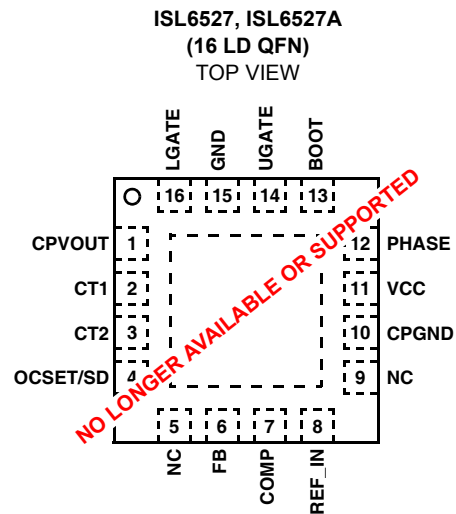 ISL6527, ISL6527A
(16 LD QFN)
TOP VIEW
LGATE
GND
UGATE
BOOT
16
15
14
13
CPVOUT
1
12
PHASE
CT1
2
11
VCC
CT2
3
10
CPGND
OCSET/SD
4
9
NC
NO LONGER AVAILABLE OR SUPPORTED
5
6
7
8
NC
FB
COMP
REF_IN